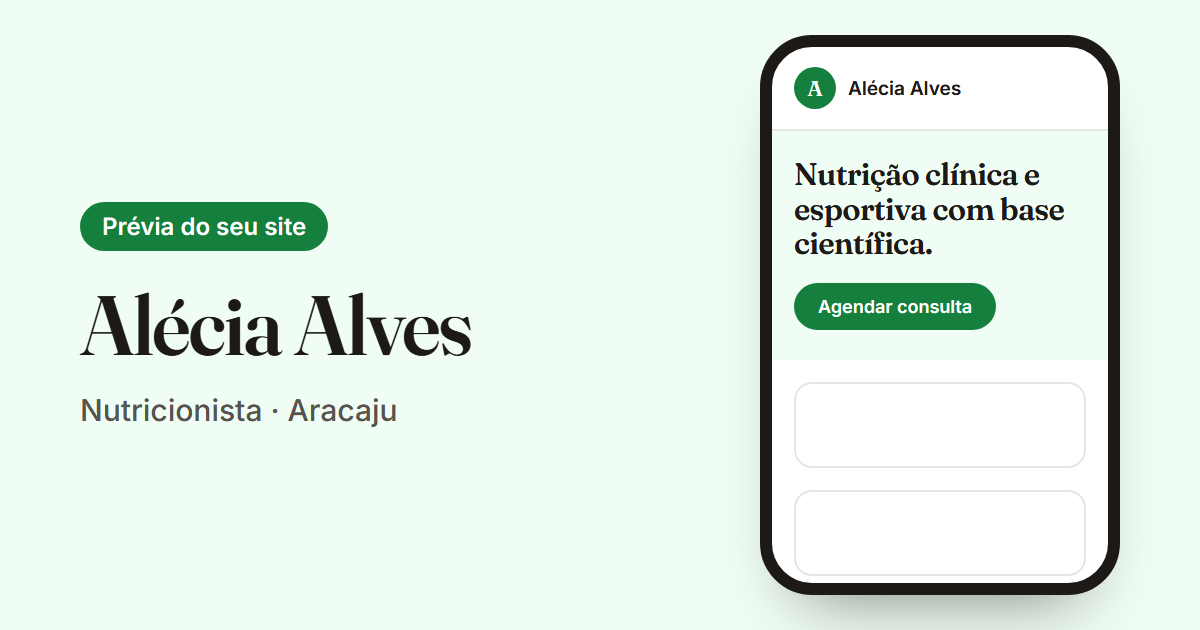 Prévia do seu site
Alécia Alves
Nutricionista · Aracaju
A
Alécia Alves
Nutrição clínica e
esportiva com base
científica.
Agendar consulta